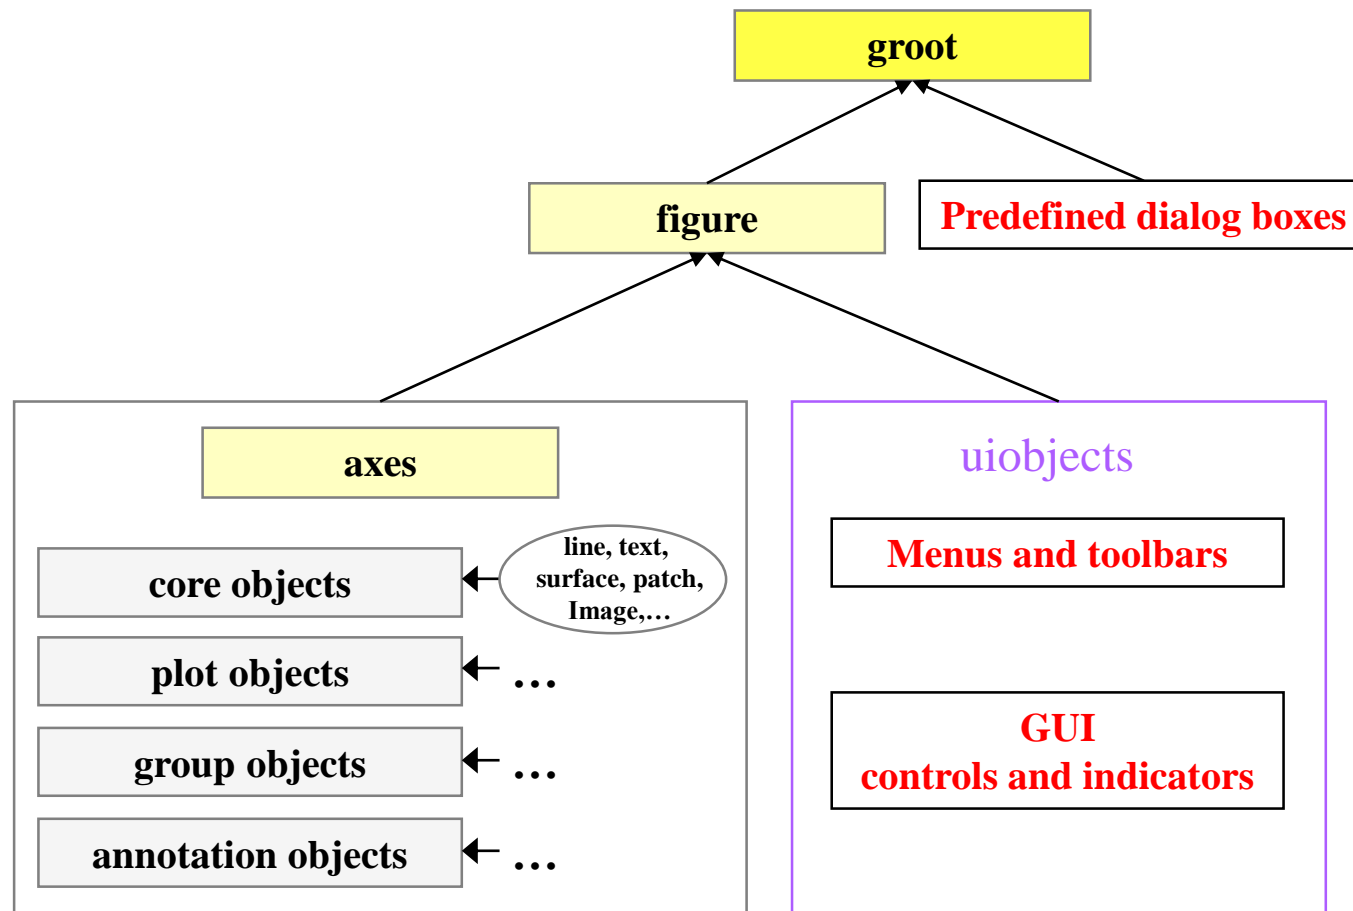 groot
figure
Predefined dialog boxes
axes
core objects
line, text,
surface, patch,
Image,…
plot objects
…
group objects
…
annotation objects
…
uiobjects
Menus and toolbars
GUI
controls and indicators